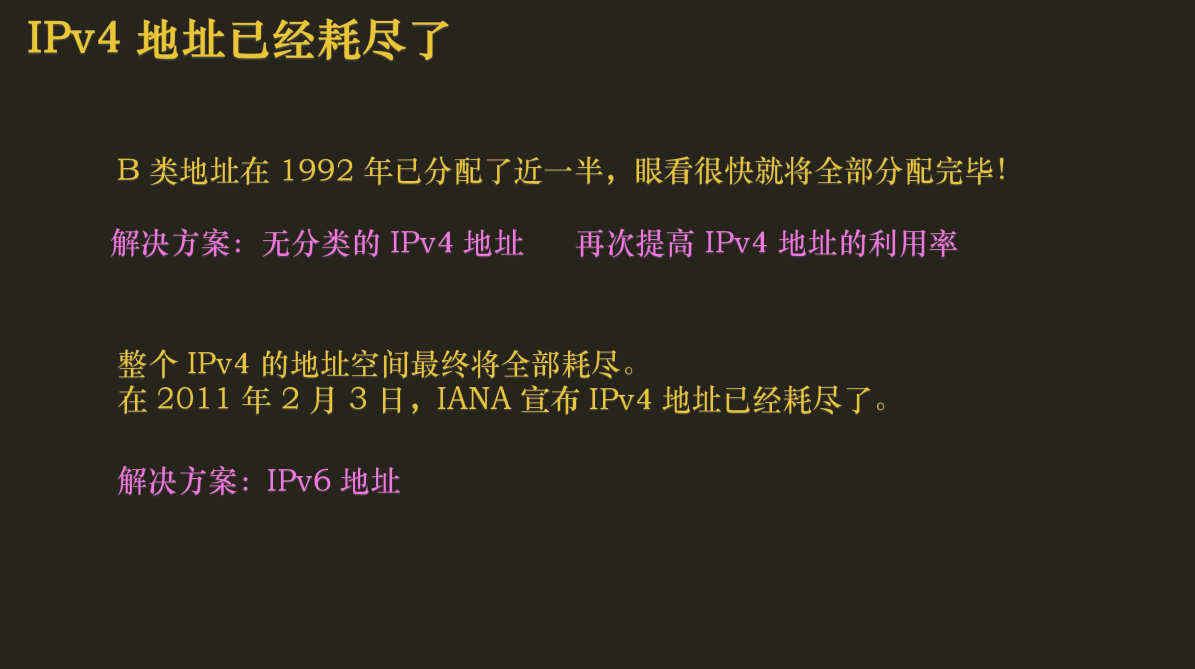 IPv4 地址已经耗尽了
B 类地址在 1992 年已分配了近一半，眼看很快就将全部分配完毕！
解决方案：无分类的 IPv4 地址 再次提高 IPv4 地址的利用率
整个 IPv4 的地址空间最终将全部耗尽。
在 2011 年 2 月 3 日，IANA 宣布 IPv4 地址已经耗尽了。
解决方案：IPv6 地址